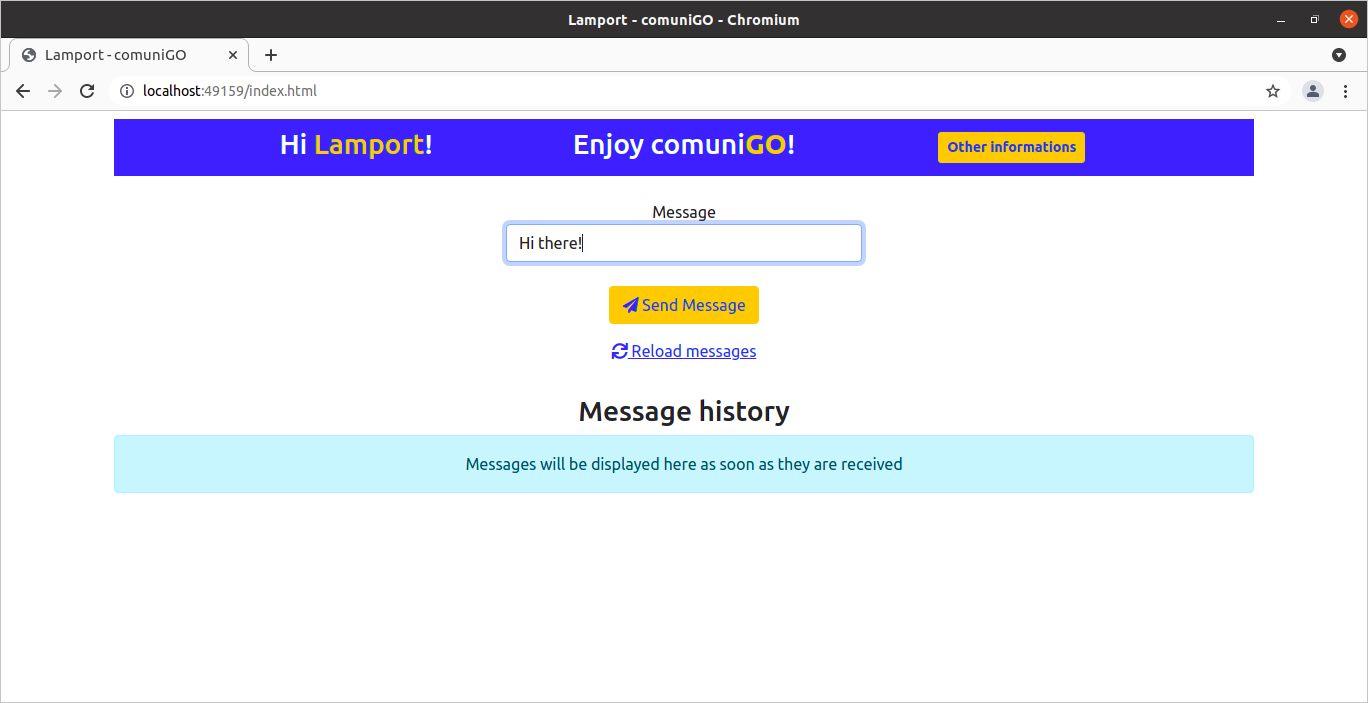 Lamport - comuniGO - Chromium
Lamport - comuniGO
localhost:49159/index.html
Hi Lamport! Enjoy comuniGO! Other informations
Message
Hi there!
Send Message
Reload messages
Message history
Messages will be displayed here as soon as they are received